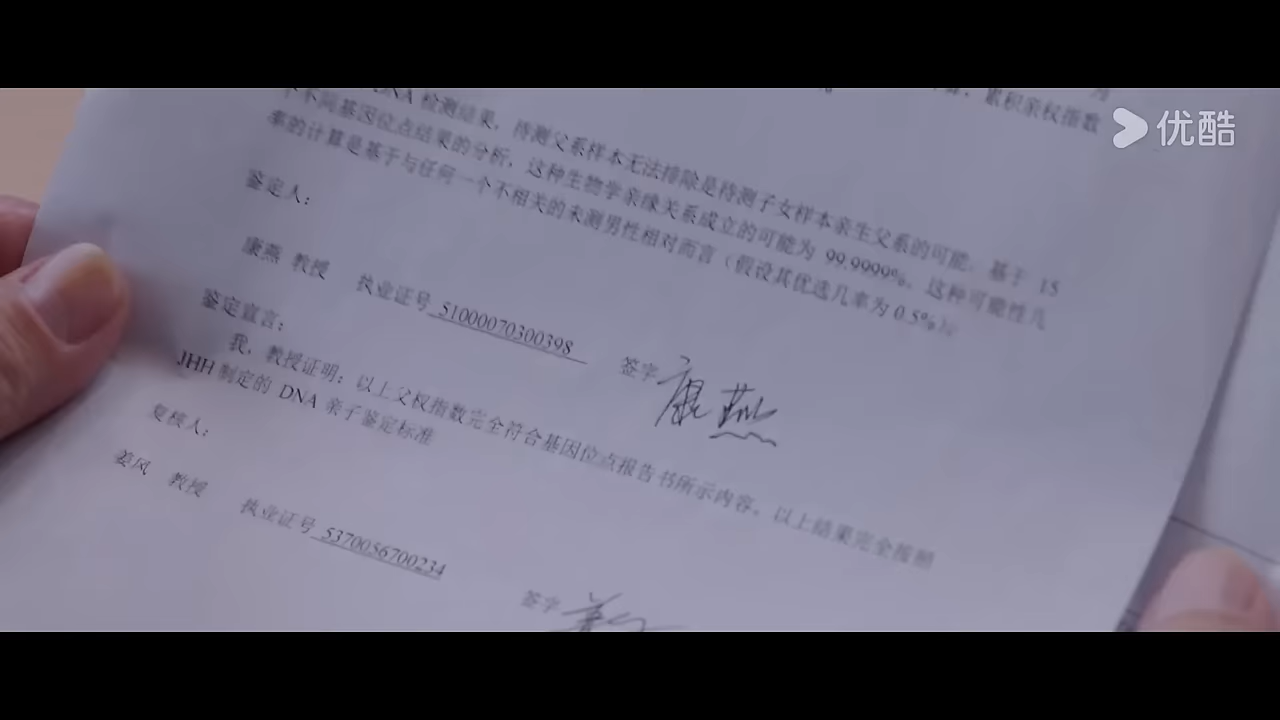 累积亲权指数
DNA 检测结果，待测父系样本无法排除是待测子女样本亲生父系的可能。基于 15
个不同基因位点结果的分析，这种生物学亲缘关系成立的可能为 99.9999%。这种可能性几
率的计算是基于与任何一个不相关的未测男性相对而言（假设其优选几率为 0.5%）。
鉴定人：
康燕 教授 执业证号 5100070300398 签字 康燕
鉴定宣言：
我，教授证明：以上父权指数完全符合基因位点报告书所示内容。以上结果完全按照
JHH 制定的 DNA 亲子鉴定标准
复核人：
姜风 教授 执业证号 5370056700234 签字 姜
优酷